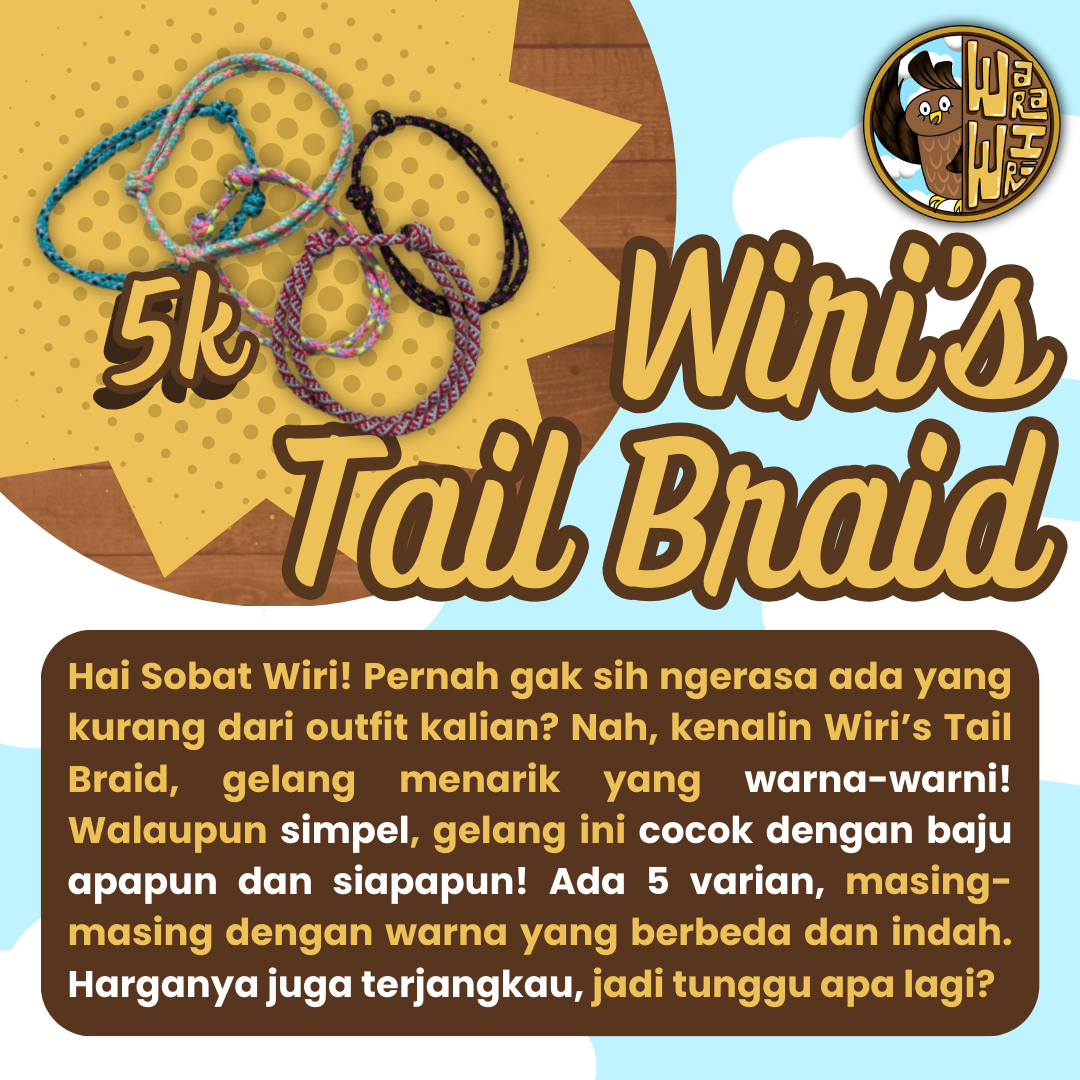 Wara
Wiri
5k
Wiri's
Tail Braid
Hai Sobat Wiri! Pernah gak sih ngerasa ada yang
kurang dari outfit kalian? Nah, kenalin Wiri’s Tail
Braid, gelang menarik yang warna-warni!
Walaupun simpel, gelang ini cocok dengan baju
apapun dan siapapun! Ada 5 varian, masing-
masing dengan warna yang berbeda dan indah.
Harganya juga terjangkau, jadi tunggu apa lagi?